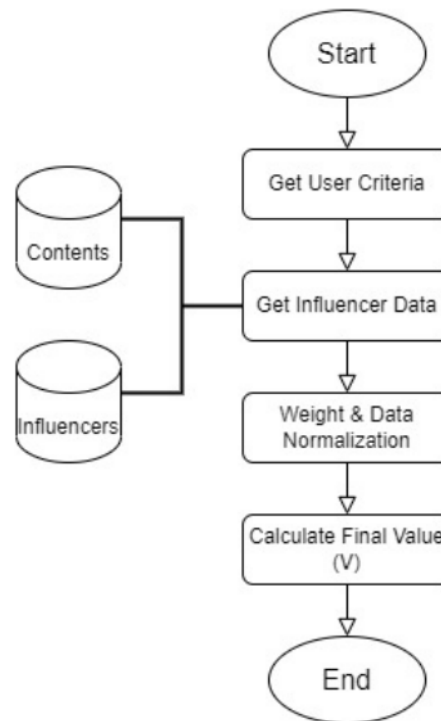 Start
Get User Criteria
Contents
Get Influencer Data
Influencers
Weight & Data
Normalization
Calculate Final Value
(V)
End